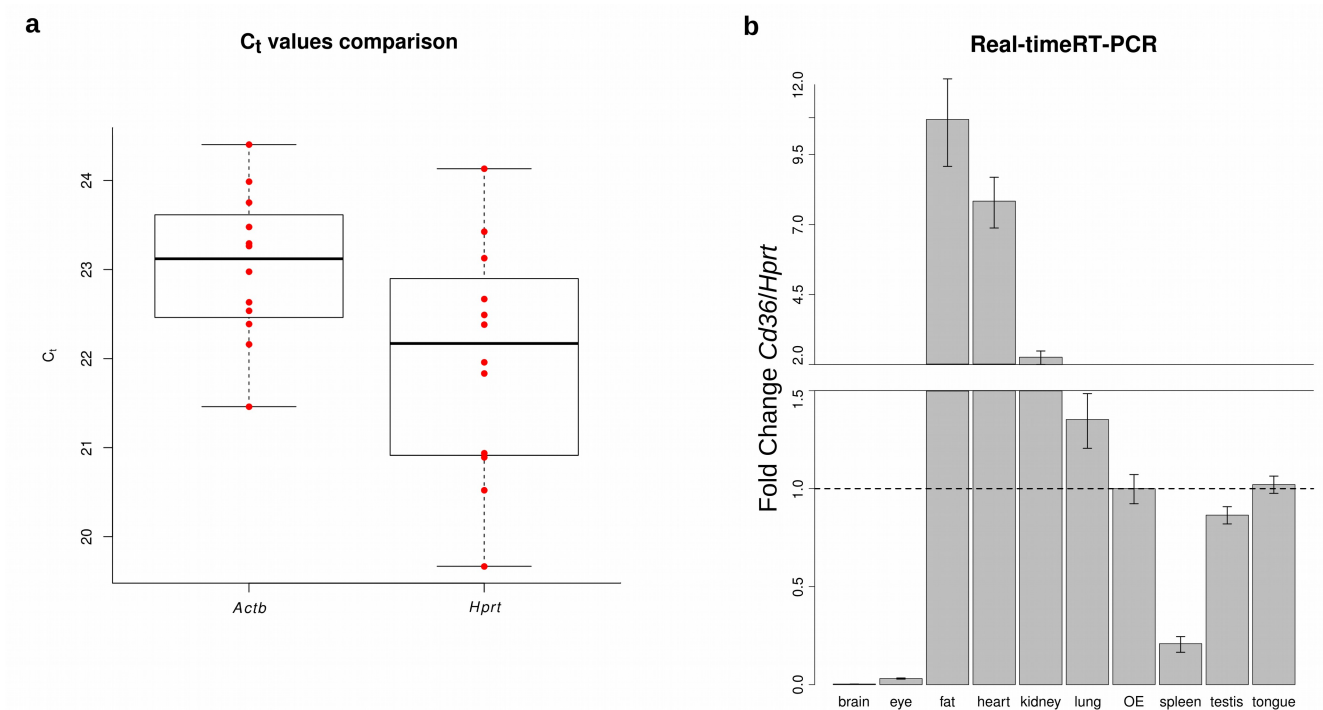 a
Ct values comparison
24
23
22
21
20
Ct
Actb
Hprt
b
Real-timeRT-PCR
12.0
9.5
7.0
4.5
2.0
1.5
1.0
0.5
0.0
Fold Change Cd36/Hprt
brain eye fat heart kidney lung OE spleen testis tongue